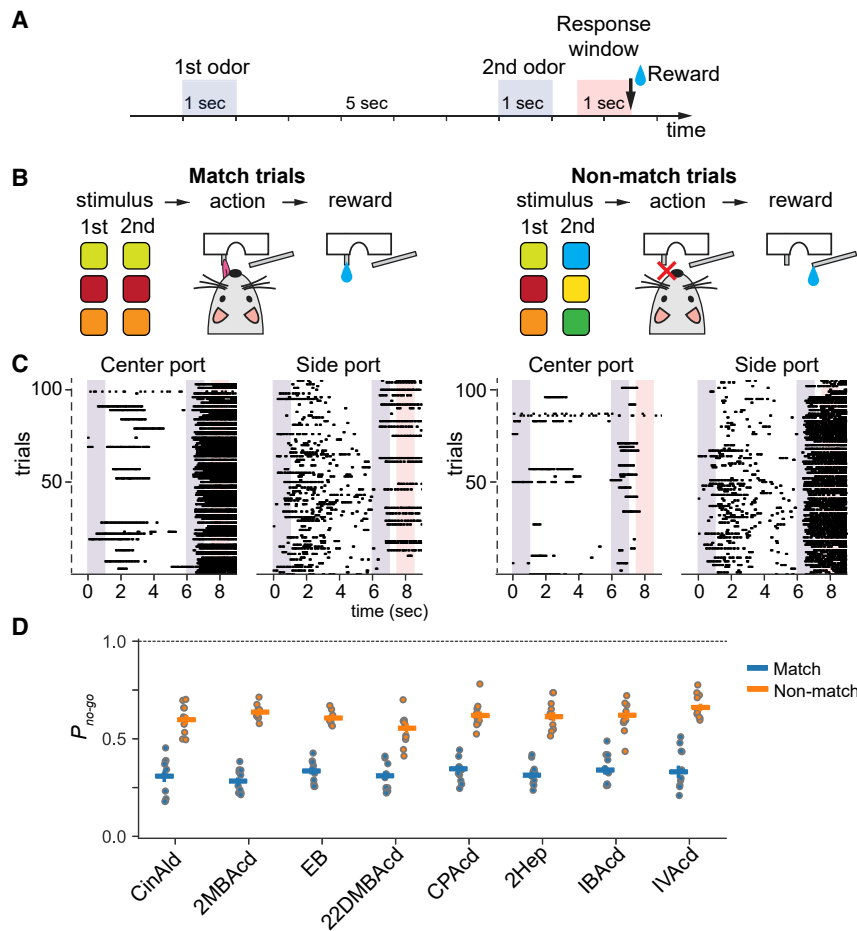 A
Response
window
1st odor
2nd odor
Reward
1 sec
5 sec
1 sec
1 sec
time
B
Match trials
Non-match trials
stimulus
action
reward
stimulus
action
reward
1st 2nd
1st 2nd
C
Center port
Side port
Center port
Side port
100
50
trials
100
50
trials
0 2 4 6 8
0 2 4 6 8
0 2 4 6 8
0 2 4 6 8
time (sec)
D
1.0
0.5
0.0
P no-go
Match
Non-match
CinAld
2MBAcd
EB
22DMBAcd
CPAcd
2Hep
IBAcd
IVAcd